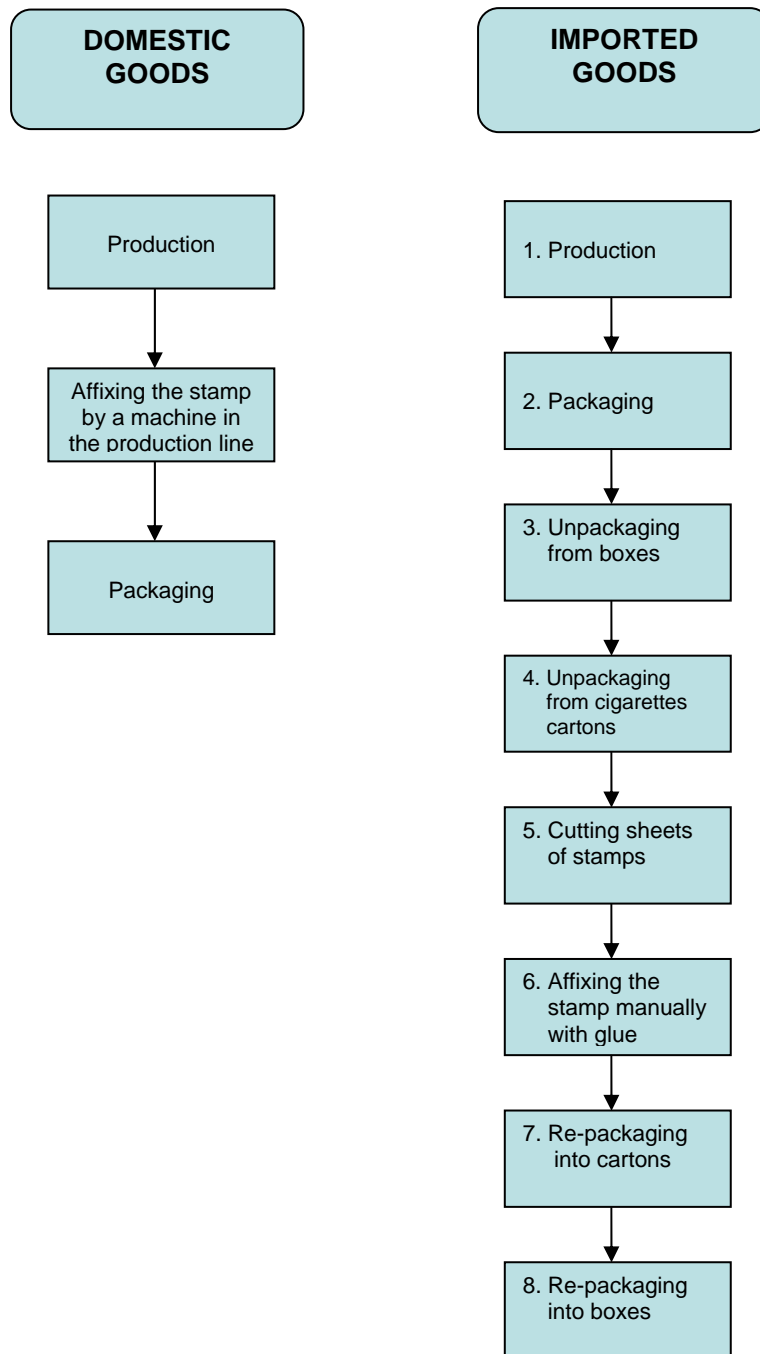 DOMESTIC
GOODS
Production
Affixing the stamp
by a machine in
the production line
Packaging
IMPORTED
GOODS
1. Production
2. Packaging
3. Unpackaging
from boxes
4. Unpackaging
from cigarettes
cartons
5. Cutting sheets
of stamps
6. Affixing the
stamp manually
with glue
7. Re-packaging
into cartons
8. Re-packaging
into boxes